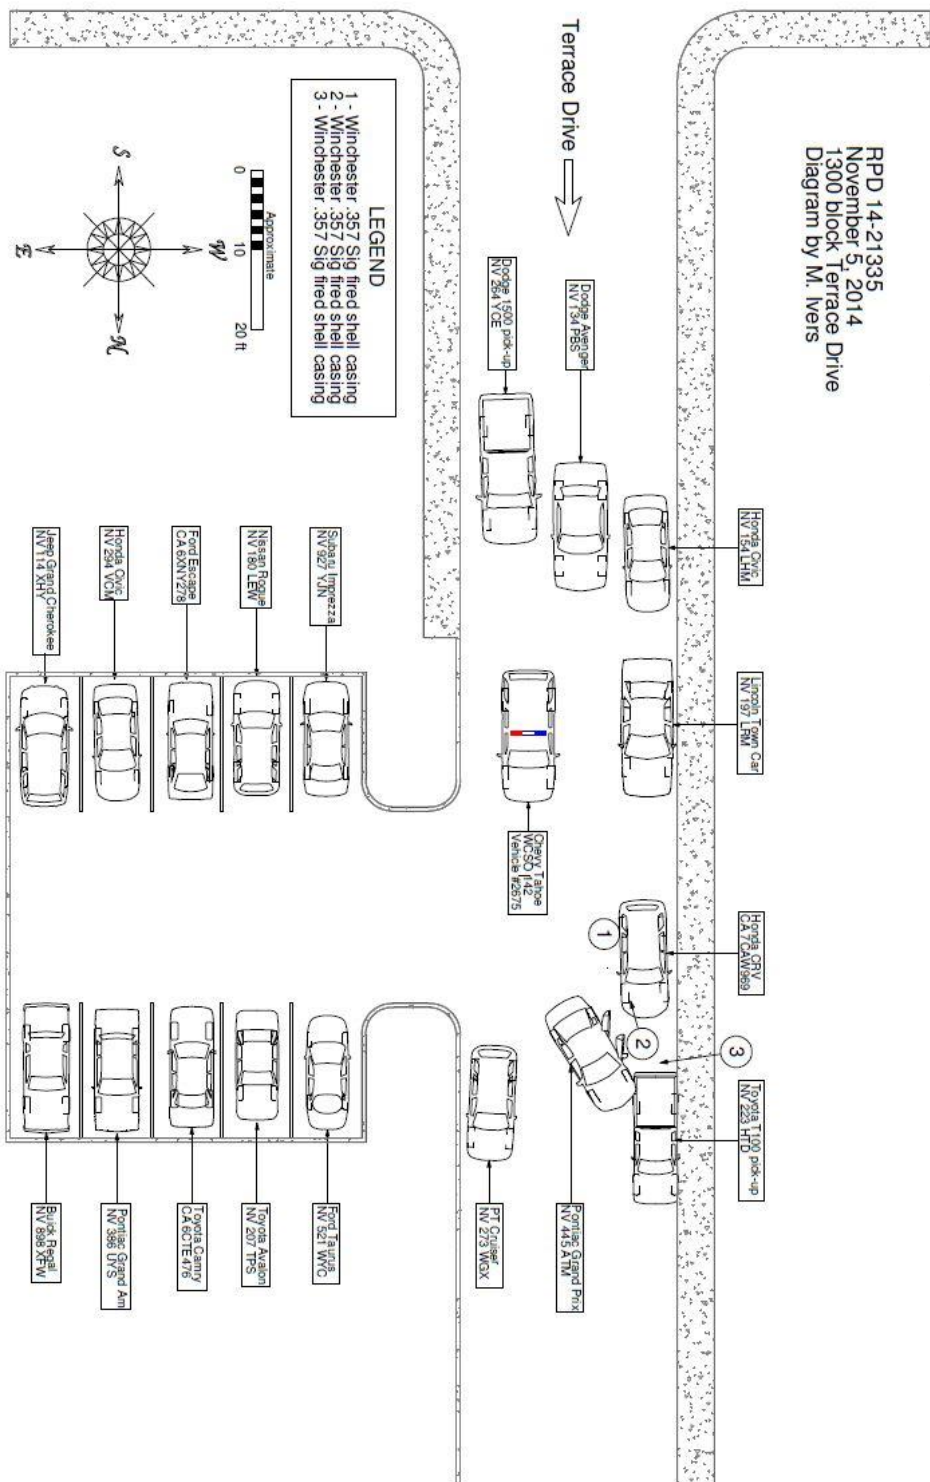 RPD 14-21335
November 5, 2014
1300 block Terrace Drive
Diagram by M. Ivers
Terrace Drive
LEGEND
1 - Winchester .357 Sig fired shell casing
2 - Winchester .357 Sig fired shell casing
3 - Winchester .357 Sig fired shell casing
Approximate
0 10 20 ft
S
W
E
N
Dodge 1500 pick-up
NV 264 YCE
Dodge Avenger
NV 134 PBS
Honda Civic
NV 154 LHM
Lincoln Town Car
NV 197 LRM
Honda CRV
CA 7CAW969
Toyota T100 pick-up
NV 223 HTD
1
2
3
Chevy Tahoe
WCSO J142
Vehicle #2675
Pontiac Grand Prix
NV 445 ATM
PT Cruiser
NV 273 WGX
Subaru Imprezza
NV 927 YJN
Nissan Rogue
NV 180 LEW
Ford Escape
CA 6XNY278
Honda Civic
NV 294 VCM
Jeep Grand Cherokee
NV 114 XHY
Ford Taurus
NV 521 WYC
Toyota Avalon
NV 207 TPS
Toyota Camry
CA 6CTE476
Pontiac Grand Am
NV 386 UYS
Buick Regal
NV 898 XFW